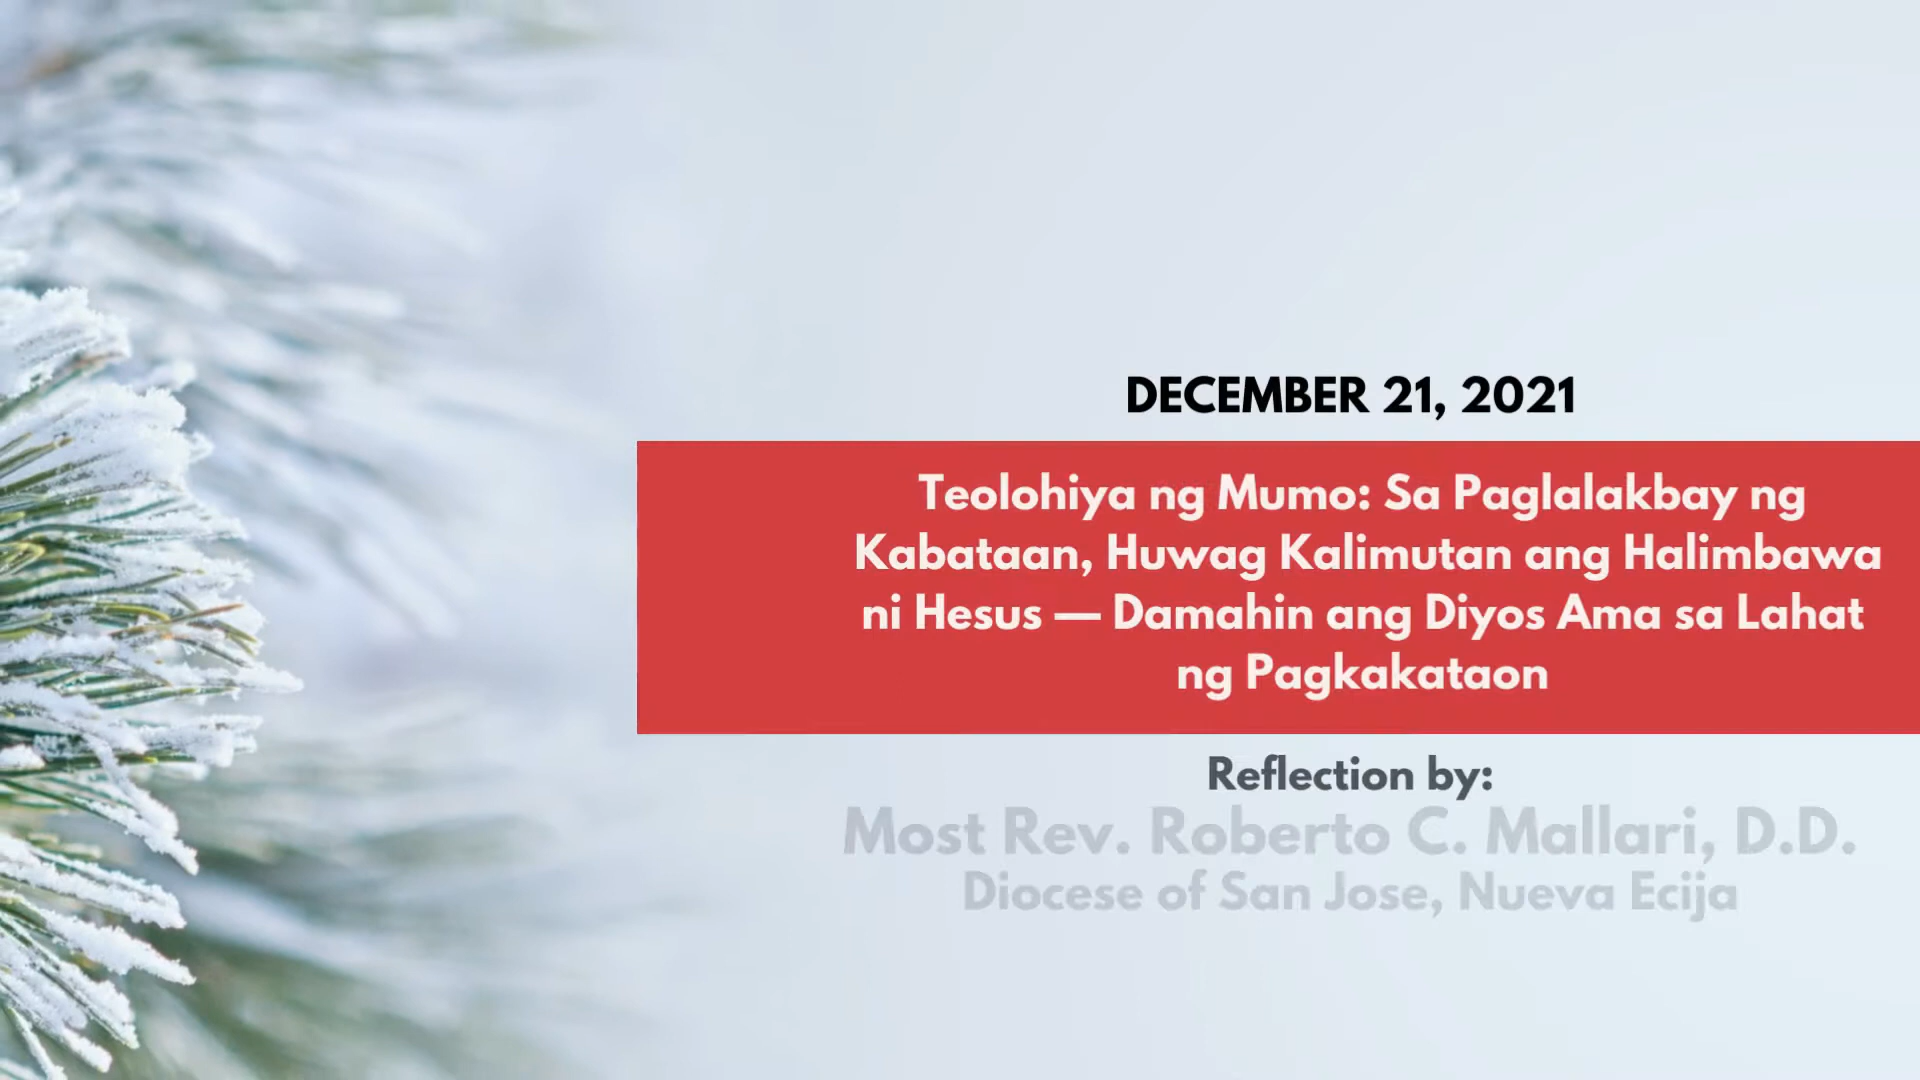 DECEMBER 21, 2021
Teolohiya ng Mumo: Sa Paglalakbay ng
Kabataan, Huwag Kalimutan ang Halimbawa
ni Hesus — Damahin ang Diyos Ama sa Lahat
ng Pagkakataon
Reflection by:
Most Rev. Roberto C. Mallari, D.D.
Diocese of San Jose, Nueva Ecija